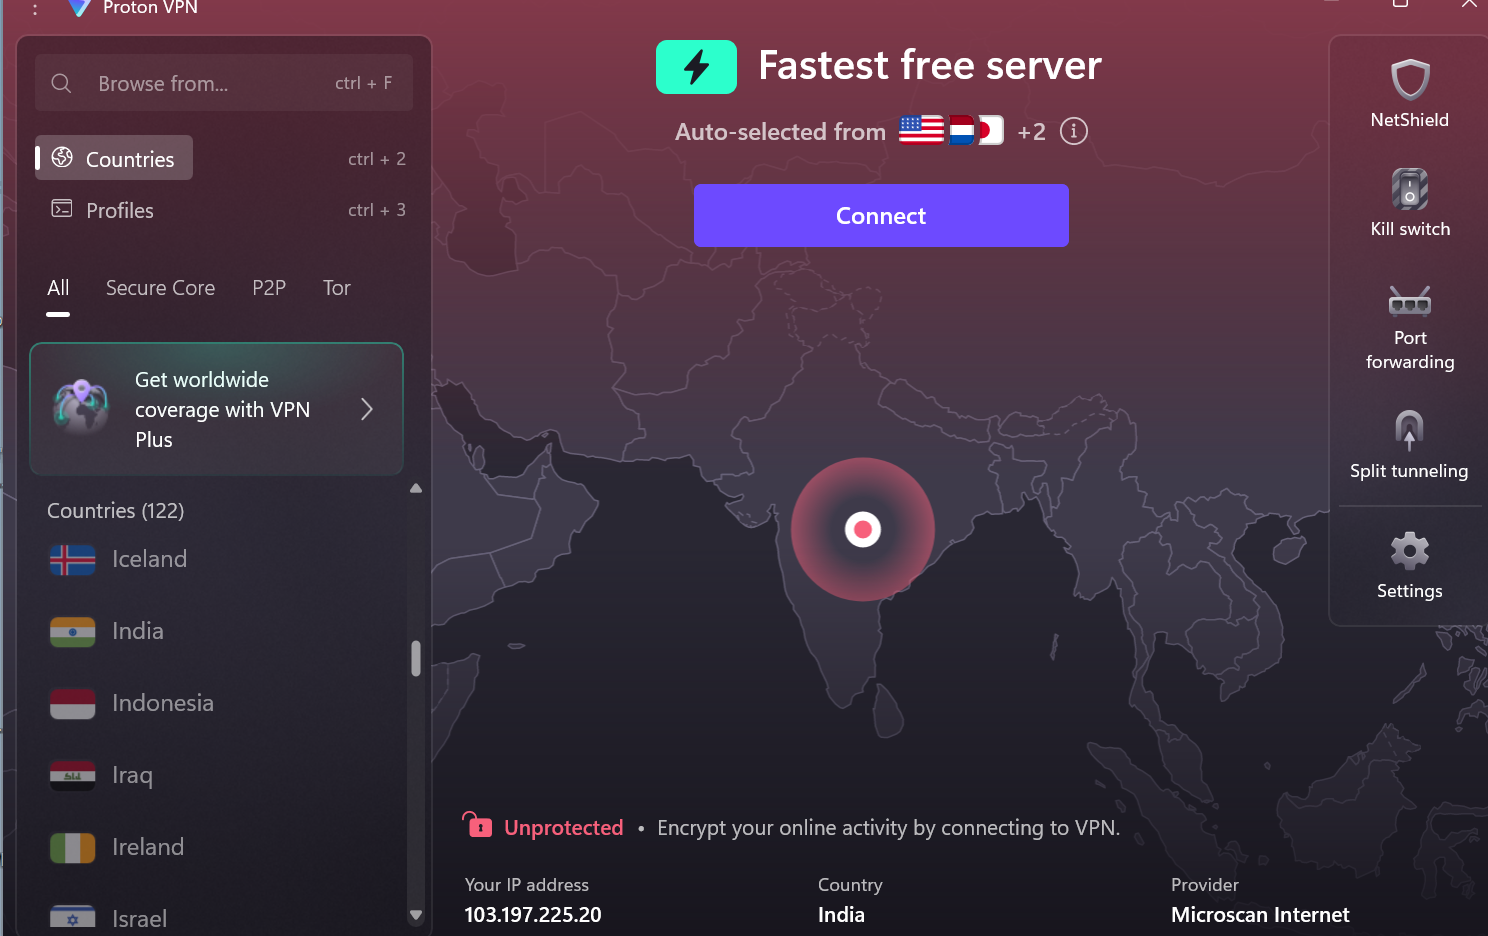 Proton VPN
Browse from...
ctrl + F
Countries
ctrl + 2
Profiles
ctrl + 3
All
Secure Core
P2P
Tor
Get worldwide
coverage with VPN
Plus
Countries (122)
Iceland
India
Indonesia
Iraq
Ireland
Israel
Fastest free server
Auto-selected from
+2
Connect
Unprotected • Encrypt your online activity by connecting to VPN.
Your IP address
103.197.225.20
Country
India
Provider
Microscan Internet
NetShield
Kill switch
Port
forwarding
Split tunneling
Settings